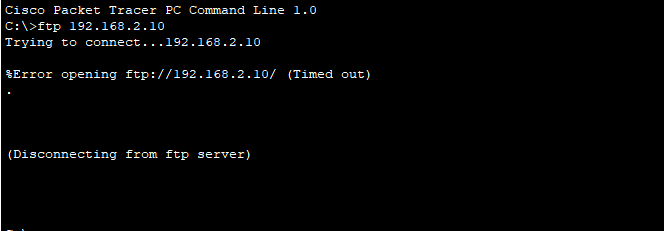 Cisco Packet Tracer PC Command Line 1.0
C:\>ftp 192.168.2.10
Trying to connect...192.168.2.10
%Error opening ftp://192.168.2.10/ (Timed out)
.
(Disconnecting from ftp server)